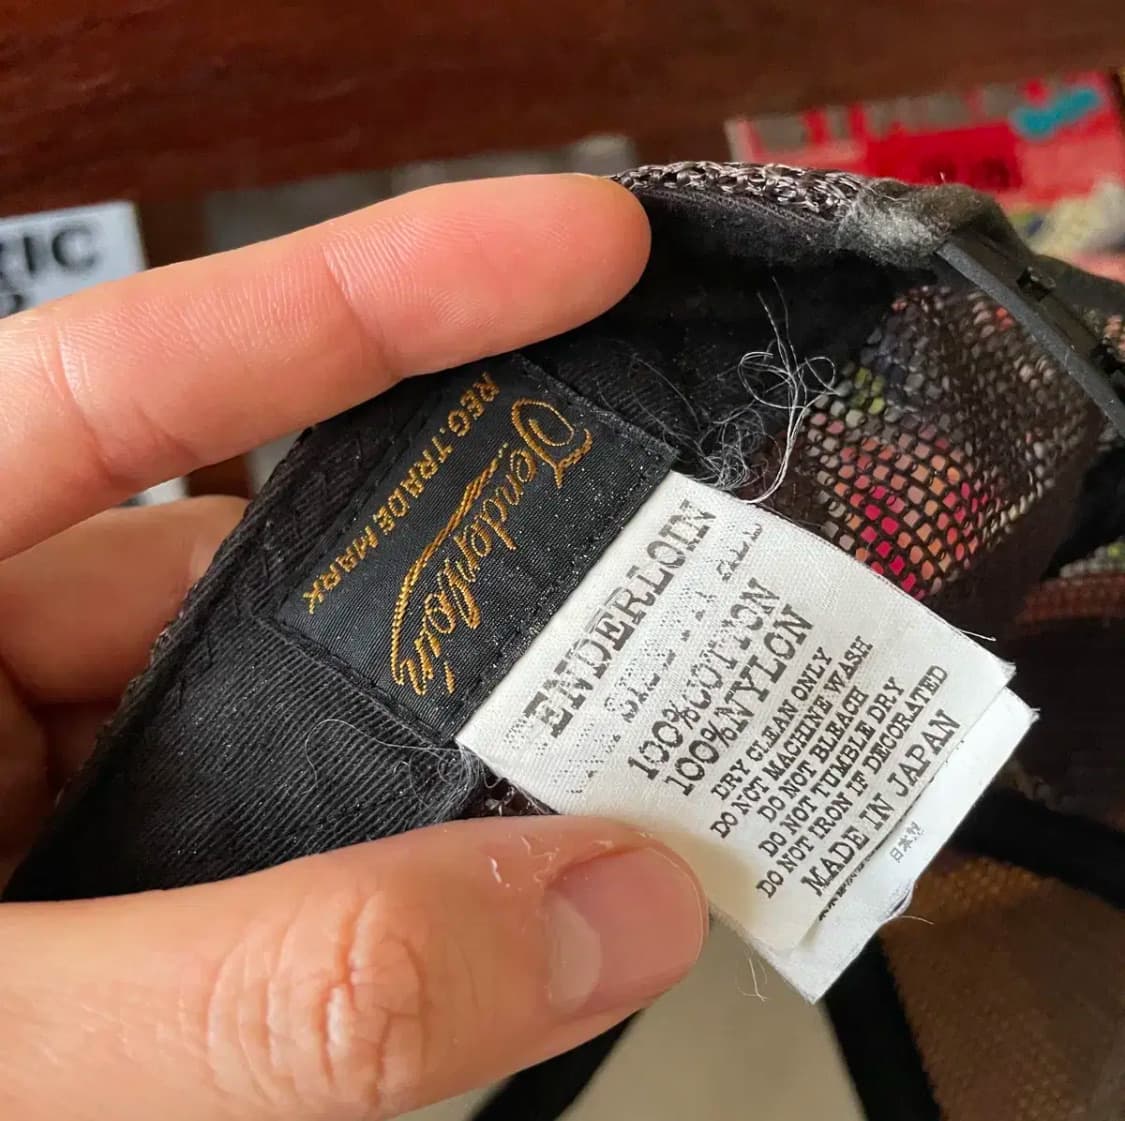 Tenderloin
REG. TRADE MARK
TENDERLOIN
100%COTTON
100%NYLON
DRY CLEAN ONLY
DO NOT MACHINE WASH
DO NOT BLEACH
DO NOT TUMBLE DRY
DO NOT IRON IF DECORATED
MADE IN JAPAN
日本製